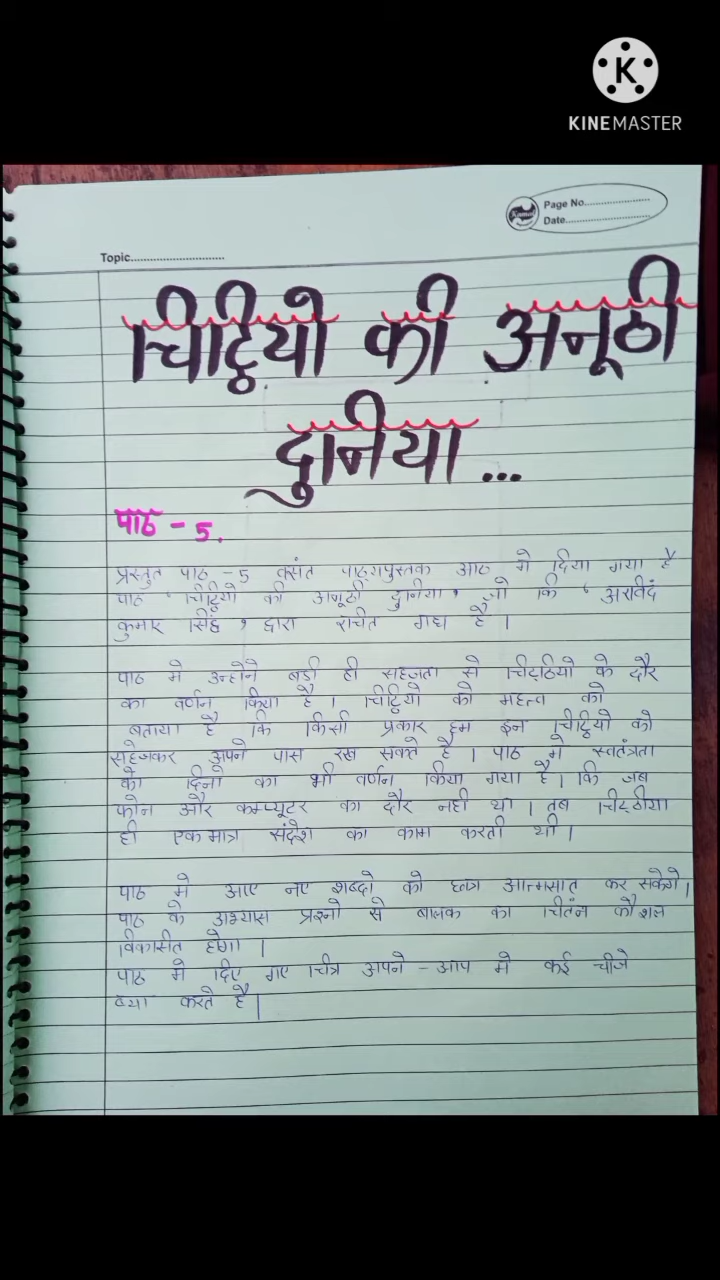 KINEMASTER
Kamal
Page No.........................
Date..............................
Topic............................
चिट्ठियो की अनूठी
दुनिया...
पाठ - 5.
प्रस्तुत पाठ -5 वसंत पाठ्यपुस्तक आठ मे दिया गया है
पाठ 'चिट्ठियो की अनूठी दुनिया' जो कि 'अरविदं
कुमार सिंह' द्वारा रचित गद्य है।
पाठ मे उन्होने बडी ही सहजता से चिट्ठियो के दौर
का वर्णन किया है। चिट्ठियो को महत्व को
बताया है कि किसी प्रकार हम इन चिट्ठियो को
सहेजकर अपने पास रख सकते है। पाठ मे स्वतंत्रता
के दिनो का भी वर्णन किया गया है। कि जब
फोन और कम्प्यूटर का दौर नही था। तब चिट्ठीया
ही एकमात्र संदेश का काम करती थी।
पाठ मे आए नए शब्दो को छात्र आत्मसात कर सकेगे।
पाठ के अभ्यास प्रश्नो से बालक का चितंन कौशल
विकासीत होगा।
पाठ मे दिए गए चित्र अपने-आप मे कई चीजे
ब्या करते है।